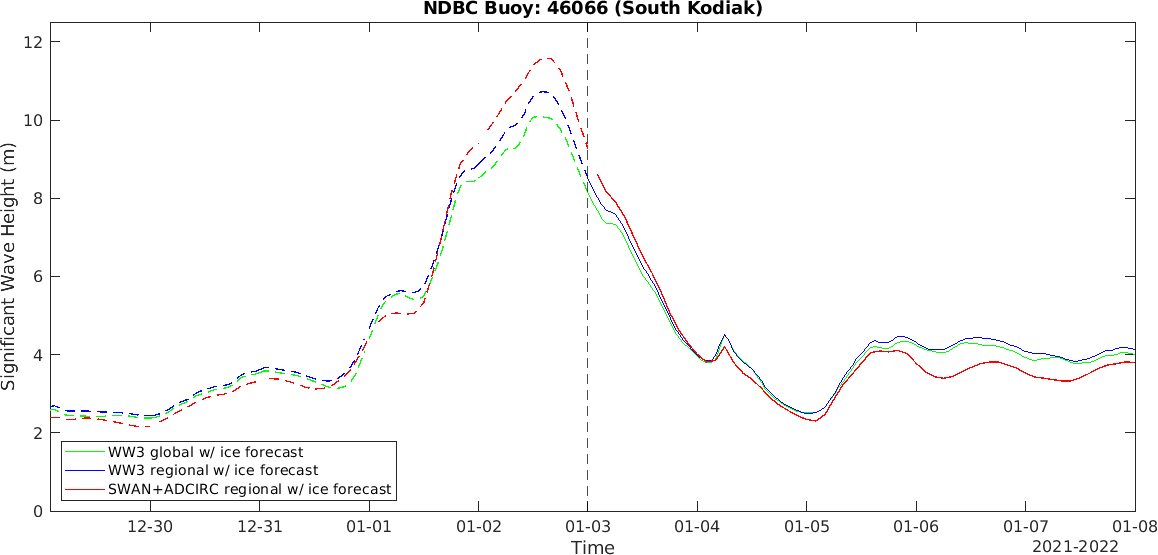 NDBC Buoy: 46066 (South Kodiak)
Significant Wave Height (m)
12
10
8
6
4
2
0
WW3 global w/ ice forecast
WW3 regional w/ ice forecast
SWAN+ADCIRC regional w/ ice forecast
12-30 12-31 01-01 01-02 01-03 01-04 01-05 01-06 01-07 01-08
Time
2021-2022